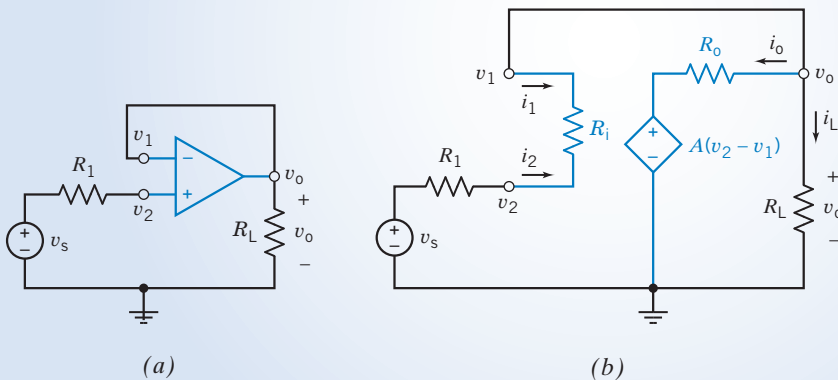 v1
R1
v2
vs
−
+
vo
+
−
RL
vo
+
−
(a)
v1
i1
Ri
i2
R1
v2
vs
+
−
Ro
io
vo
+
−
A(v2 − v1)
iL
RL
+
vo
−
(b)